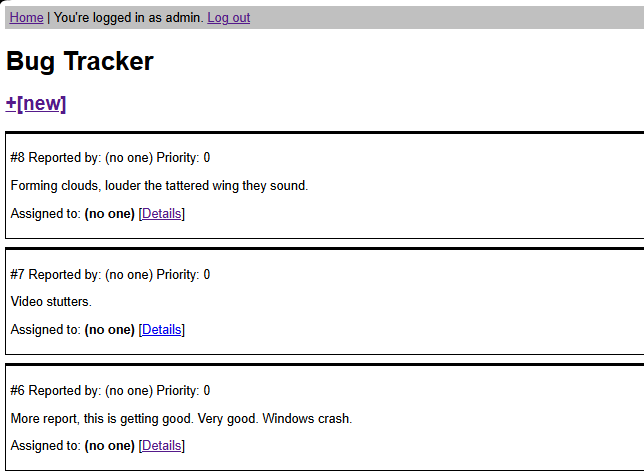 Home | You're logged in as admin. Log out
Bug Tracker
+[new]
#8 Reported by: (no one) Priority: 0
Forming clouds, louder the tattered wing they sound.
Assigned to: (no one) [Details]
#7 Reported by: (no one) Priority: 0
Video stutters.
Assigned to: (no one) [Details]
#6 Reported by: (no one) Priority: 0
More report, this is getting good. Very good. Windows crash.
Assigned to: (no one) [Details]